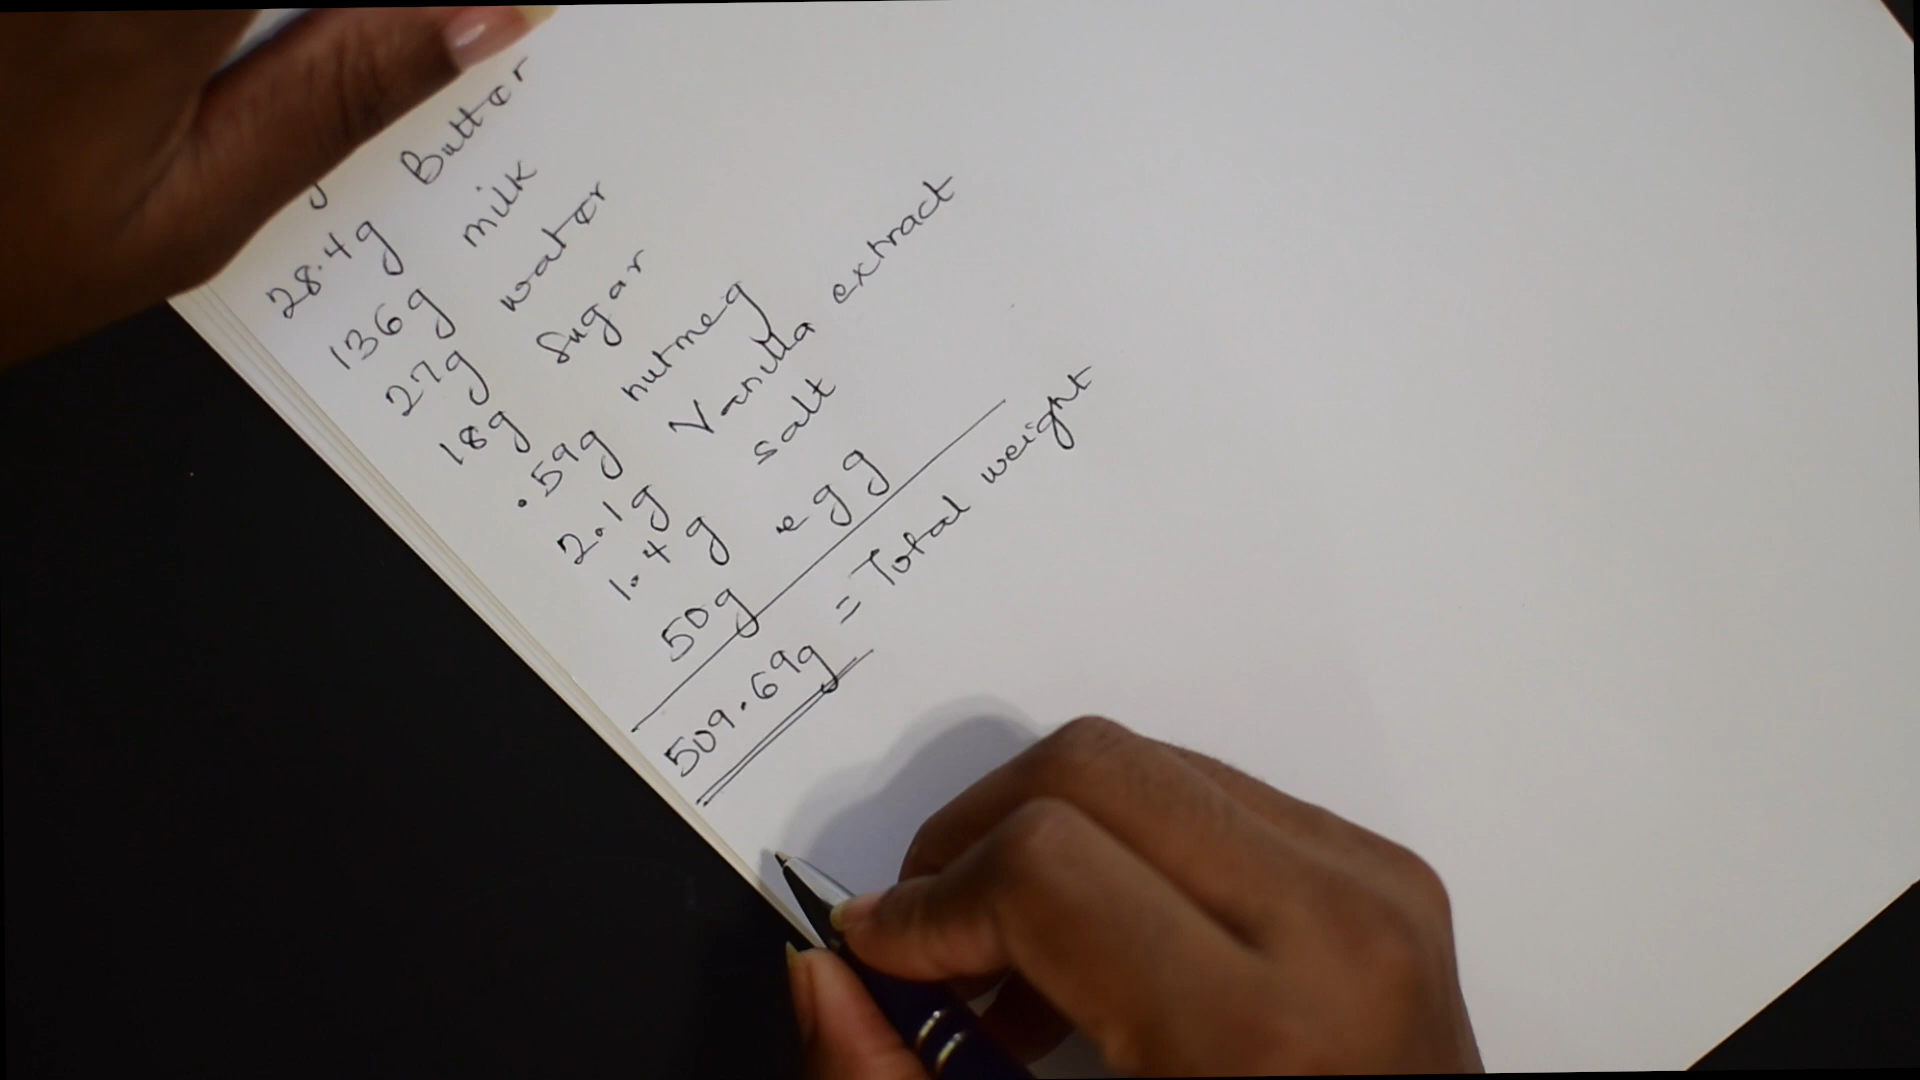 28.4g Butter
136g milk
27g water
18g Sugar
.59g nutmeg
2.1g Vanilla extract
1.4g salt
50g egg
509.69g = Total weight